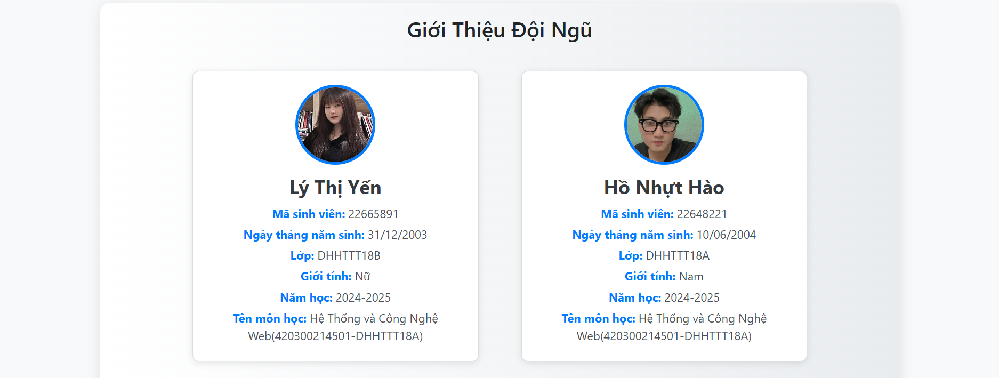 Giới Thiệu Đội Ngũ
Lý Thị Yến
Mã sinh viên: 22665891
Ngày tháng năm sinh: 31/12/2003
Lớp: DHHTTT18B
Giới tính: Nữ
Năm học: 2024-2025
Tên môn học: Hệ Thống và Công Nghệ
Web(420300214501-DHHTTT18A)
Hồ Nhựt Hào
Mã sinh viên: 22648221
Ngày tháng năm sinh: 10/06/2004
Lớp: DHHTTT18A
Giới tính: Nam
Năm học: 2024-2025
Tên môn học: Hệ Thống và Công Nghệ
Web(420300214501-DHHTTT18A)